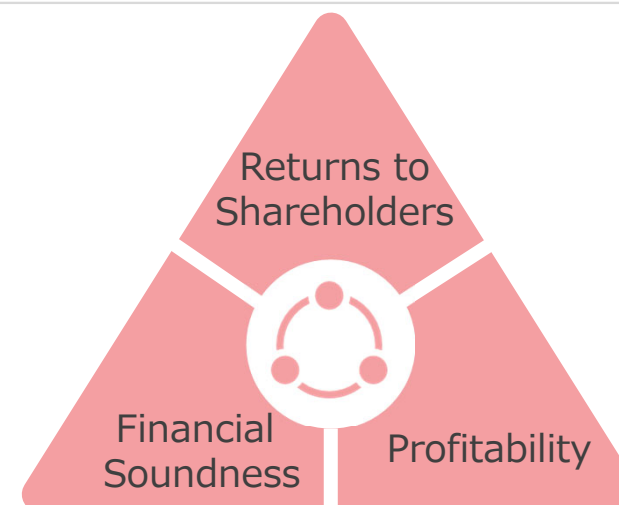 Returns to
Shareholders
Financial
Soundness
Profitability